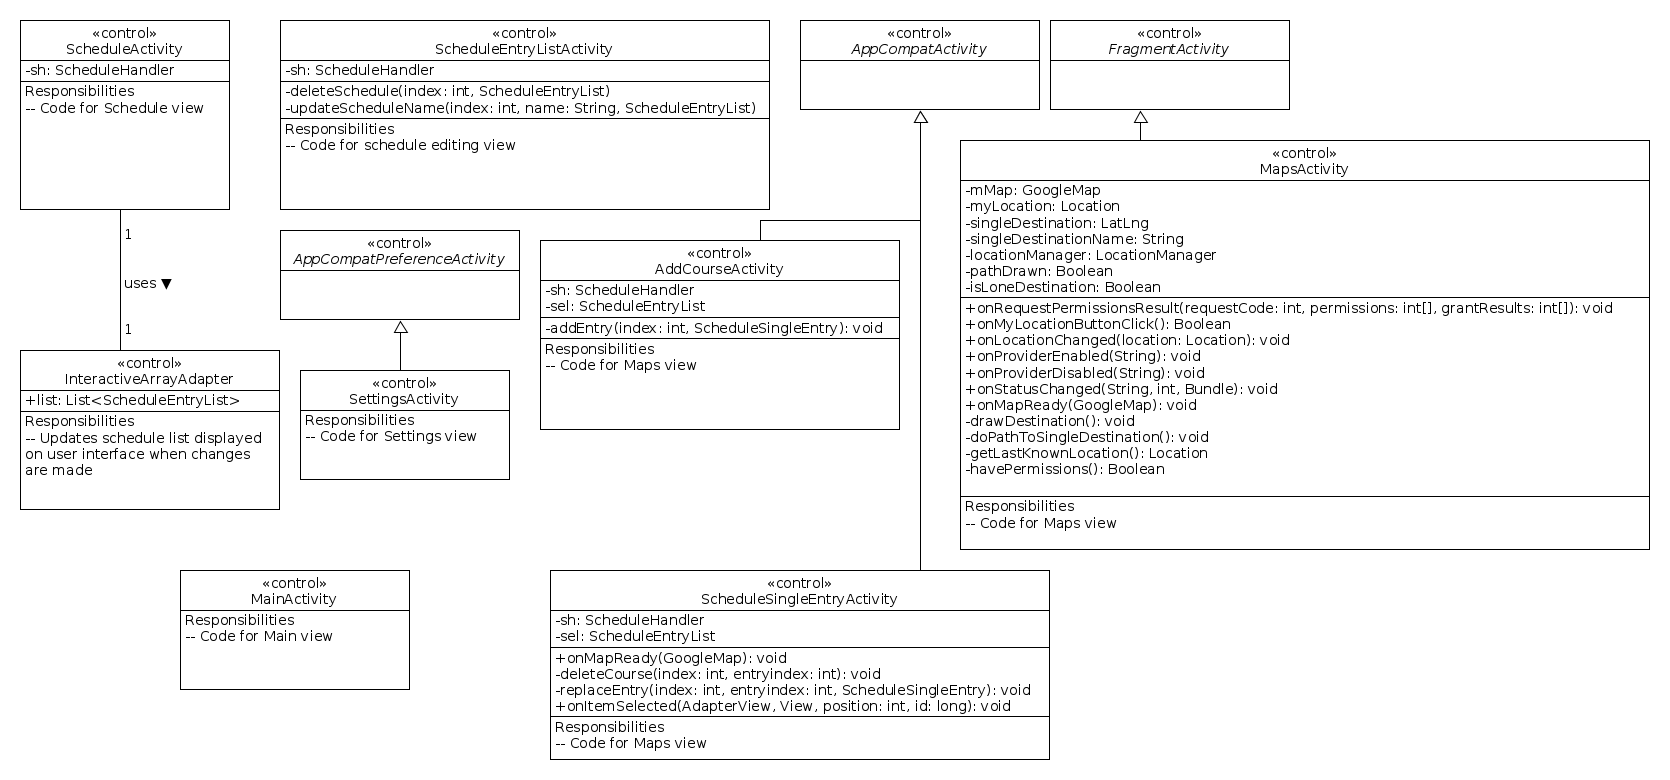 «control»
ScheduleActivity
-sh: ScheduleHandler
Responsibilities
-- Code for Schedule view
«control»
ScheduleEntryListActivity
-sh: ScheduleHandler
-deleteSchedule(index: int, ScheduleEntryList)
-updateScheduleName(index: int, name: String, ScheduleEntryList)
Responsibilities
-- Code for schedule editing view
«control»
AppCompatActivity
«control»
FragmentActivity
«control»
MapsActivity
-mMap: GoogleMap
-myLocation: Location
-singleDestination: LatLng
-singleDestinationName: String
-locationManager: LocationManager
-pathDrawn: Boolean
-isLoneDestination: Boolean
+onRequestPermissionsResult(requestCode: int, permissions: int[], grantResults: int[]): void
+onMyLocationButtonClick(): Boolean
+onLocationChanged(location: Location): void
+onProviderEnabled(String): void
+onProviderDisabled(String): void
+onStatusChanged(String, int, Bundle): void
+onMapReady(GoogleMap): void
-drawDestination(): void
-doPathToSingleDestination(): void
-getLastKnownLocation(): Location
-havePermissions(): Boolean
Responsibilities
-- Code for Maps view
1
uses ▼
1
«control»
AppCompatPreferenceActivity
«control»
AddCourseActivity
-sh: ScheduleHandler
-sel: ScheduleEntryList
-addEntry(index: int, ScheduleSingleEntry): void
Responsibilities
-- Code for Maps view
«control»
InteractiveArrayAdapter
+list: List<ScheduleEntryList>
Responsibilities
-- Updates schedule list displayed
on user interface when changes
are made
«control»
SettingsActivity
Responsibilities
-- Code for Settings view
«control»
MainActivity
Responsibilities
-- Code for Main view
«control»
ScheduleSingleEntryActivity
-sh: ScheduleHandler
-sel: ScheduleEntryList
+onMapReady(GoogleMap): void
-deleteCourse(index: int, entryindex: int): void
-replaceEntry(index: int, entryindex: int, ScheduleSingleEntry): void
+onItemSelected(AdapterView, View, position: int, id: long): void
Responsibilities
-- Code for Maps view